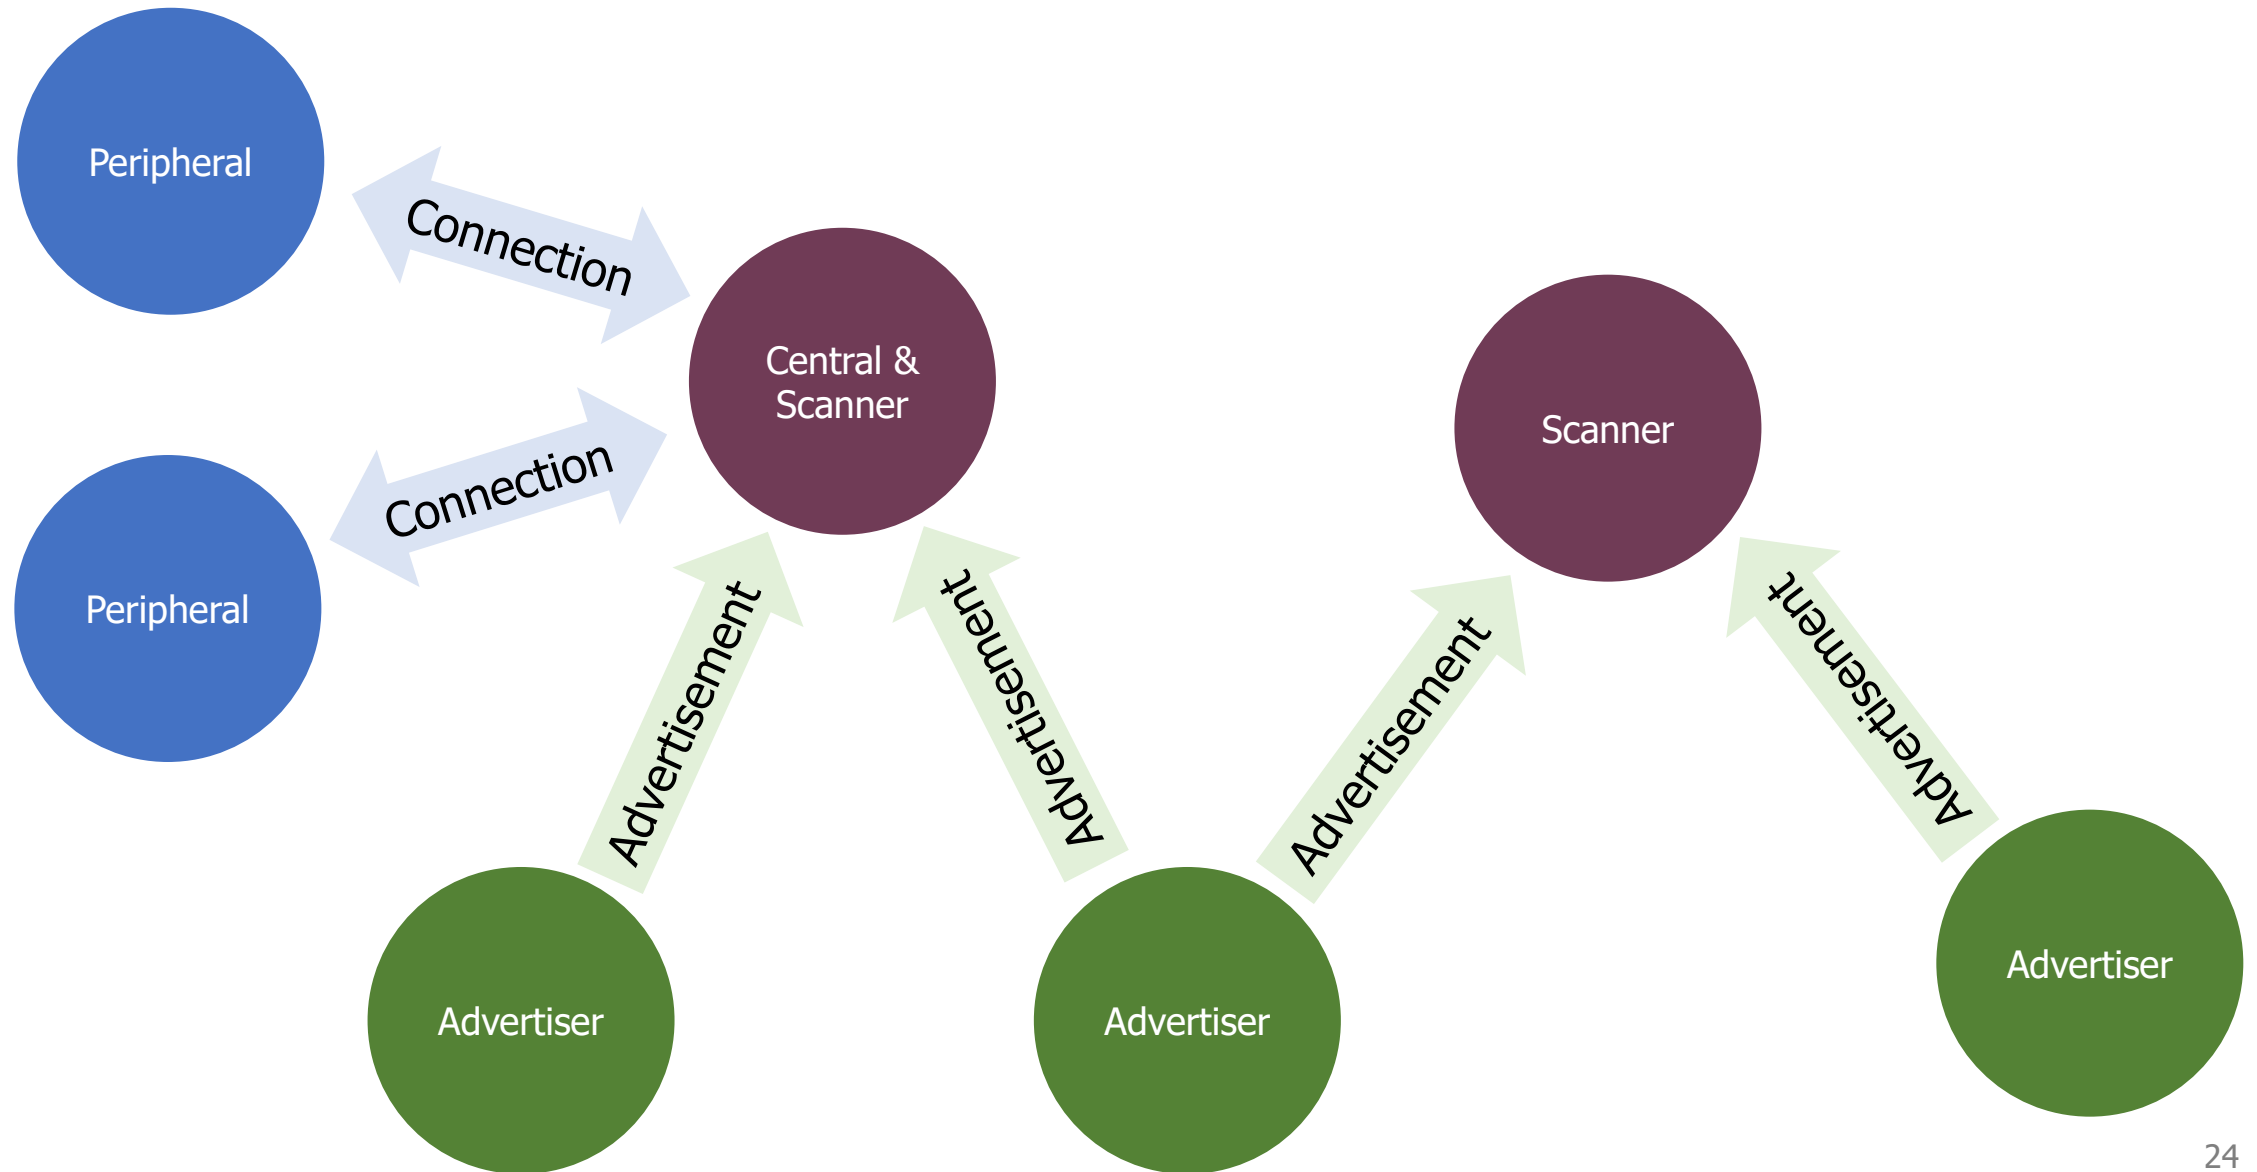 Peripheral
Connection
Central &
Scanner
Scanner
Connection
Peripheral
Advertisement
Advertisement
Advertisement
Advertisement
Advertiser
Advertiser
Advertiser
24